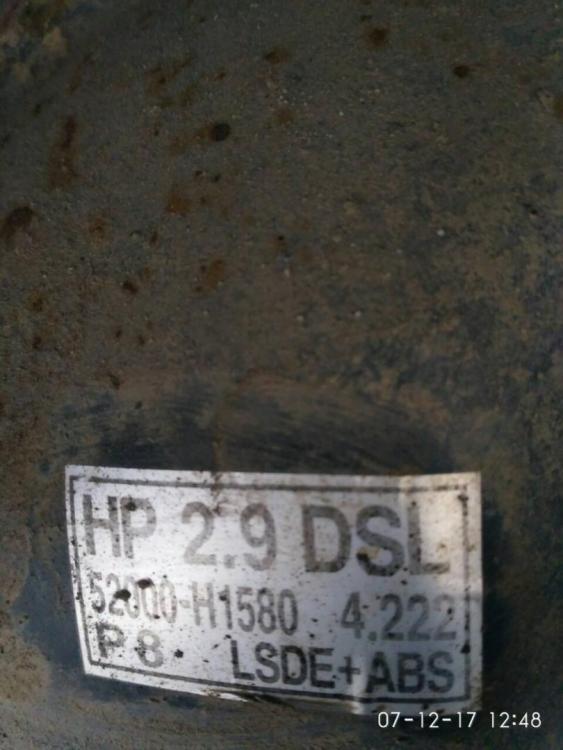 HP 2.9 DSL
52000-H1580 4.222
P 8 LSDE+ABS
07-12-17 12:48